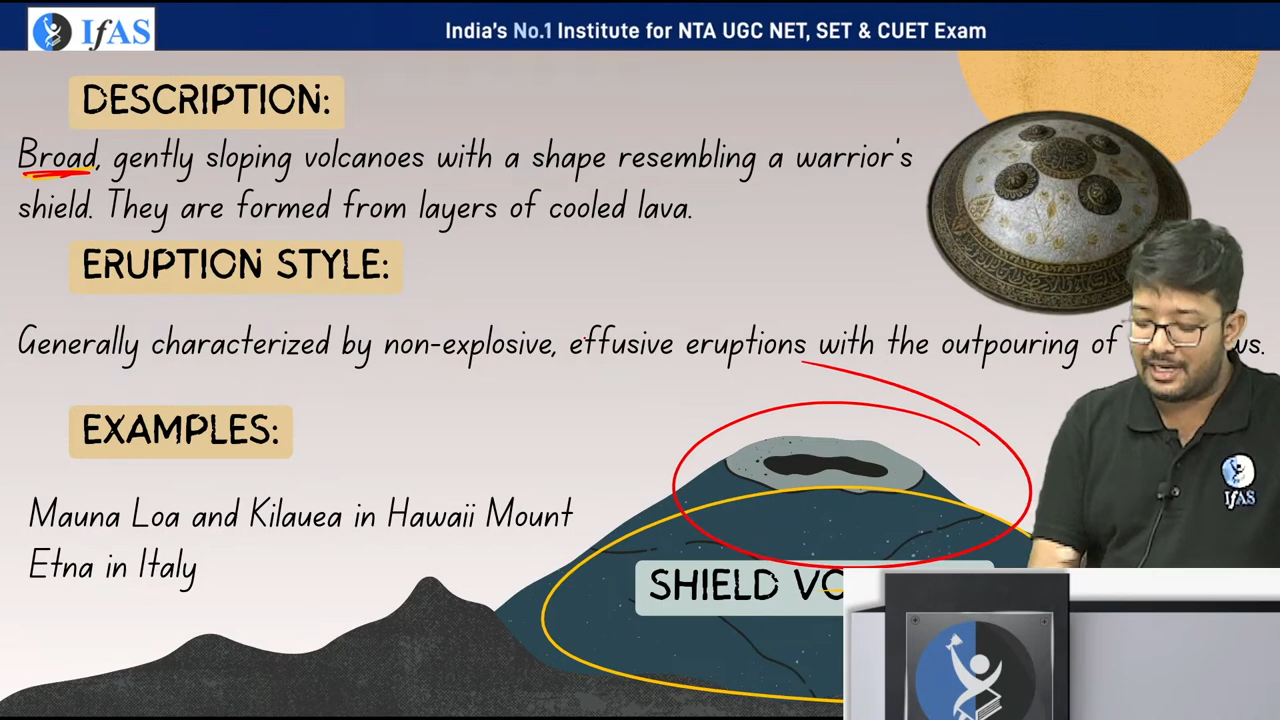 IfAS
India's No.1 Institute for NTA UGC NET, SET & CUET Exam
DESCRIPTION:
Broad, gently sloping volcanoes with a shape resembling a warrior's
shield. They are formed from layers of cooled lava.
ERUPTION STYLE:
Generally characterized by non-explosive, effusive eruptions with the outpouring of
EXAMPLES:
Mauna Loa and Kilauea in Hawaii Mount
Etna in Italy
SHIELD
IfAS